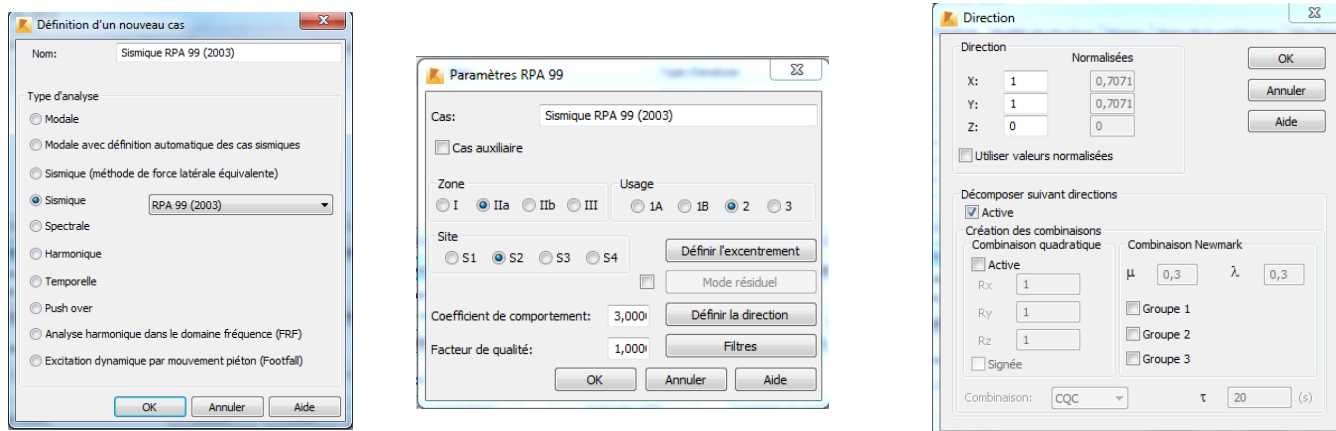 Définition d'un nouveau cas
Nom: Sismique RPA 99 (2003)
Type d'analyse
Modale
Modale avec définition automatique des cas sismiques
Sismique (méthode de force latérale équivalente)
Sismique RPA 99 (2003)
Spectrale
Harmonique
Temporelle
Push over
Analyse harmonique dans le domaine fréquence (FRF)
Excitation dynamique par mouvement piéton (Footfall)
OK Annuler Aide
Paramètres RPA 99
Cas: Sismique RPA 99 (2003)
Cas auxiliaire
Zone Usage
I IIa IIb III 1A 1B 2 3
Site
S1 S2 S3 S4 Définir l'excentrement
Mode résiduel
Coefficient de comportement: 3,000 Définir la direction
Facteur de qualité: 1,000 Filtres
OK Annuler Aide
Direction
Direction
Normalisées OK
X: 1 0,7071
Annuler
Y: 1 0,7071
Z: 0 0 Aide
Utiliser valeurs normalisées
Décomposer suivant directions
Active
Création des combinaisons
Combinaison quadratique Combinaison Newmark
Active μ 0,3 λ 0,3
Rx 1
Ry 1 Groupe 1
Rz 1 Groupe 2
Signée Groupe 3
Combinaison: CQC τ 20 (s)